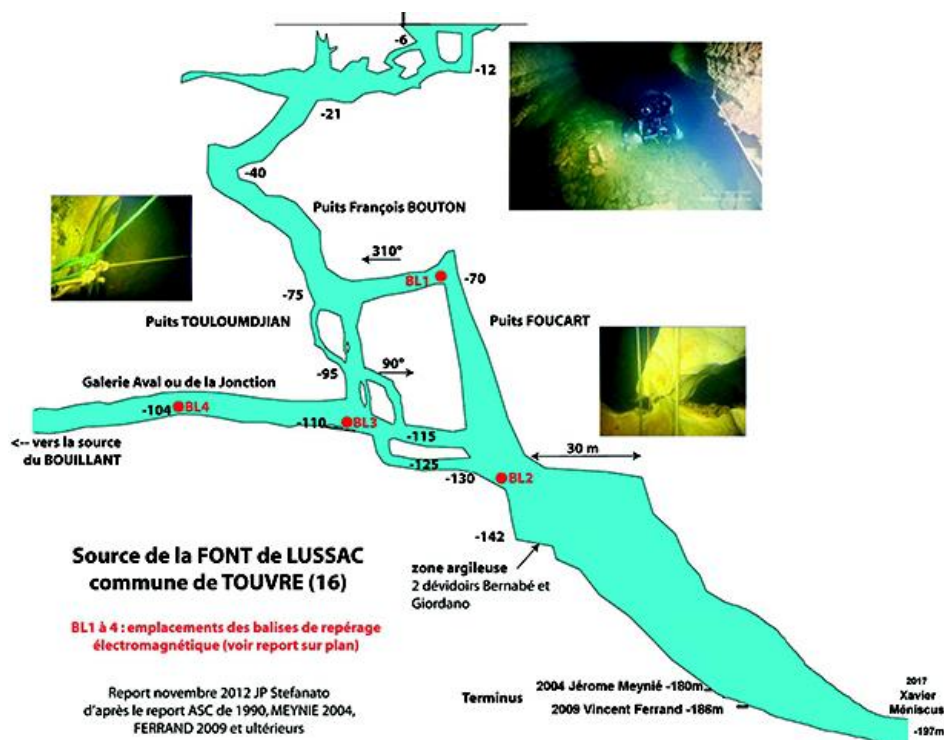 -6
-12
-21
-40
Puits François BOUTON
310°
BL1
-70
-75
Puits TOULOUMDJIAN
Puits FOUCART
-95
90°
Galerie Aval ou de la Jonction
-104 BL4
-110 BL3
-115
30 m
<-- vers la source
du BOUILLANT
-125
-130
BL2
-142
zone argileuse
2 dévidoirs Bernabé et
Giordano
Source de la FONT de LUSSAC
commune de TOUVRE (16)
BL1 à 4 : emplacements des balises de repérage
électromagnétique (voir report sur plan)
Report novembre 2012 JP Stefanato
d'après le report ASC de 1990, MEYNIE 2004,
FERRAND 2009 et ultérieurs
Terminus
2004 Jérome Meynié -180m
2009 Vincent Ferrand -186m
2017
Xavier
Méniscus
-197m